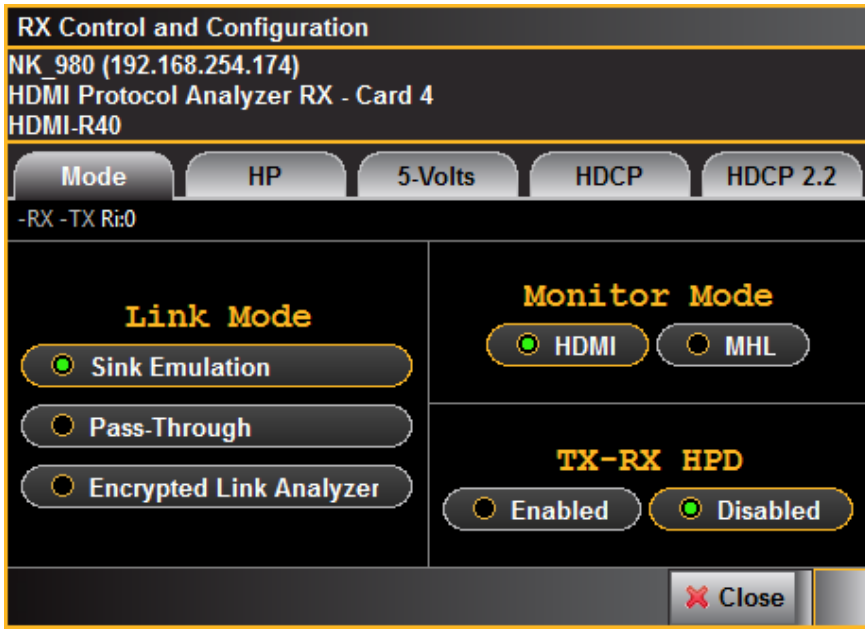 RX Control and Configuration
NK_980 (192.168.254.174)
HDMI Protocol Analyzer RX - Card 4
HDMI-R40
Mode HP 5-Volts HDCP HDCP 2.2
-RX -TX Ri:0
Link Mode
Sink Emulation
Pass-Through
Encrypted Link Analyzer
Monitor Mode
HDMI MHL
TX-RX HPD
Enabled Disabled
Close